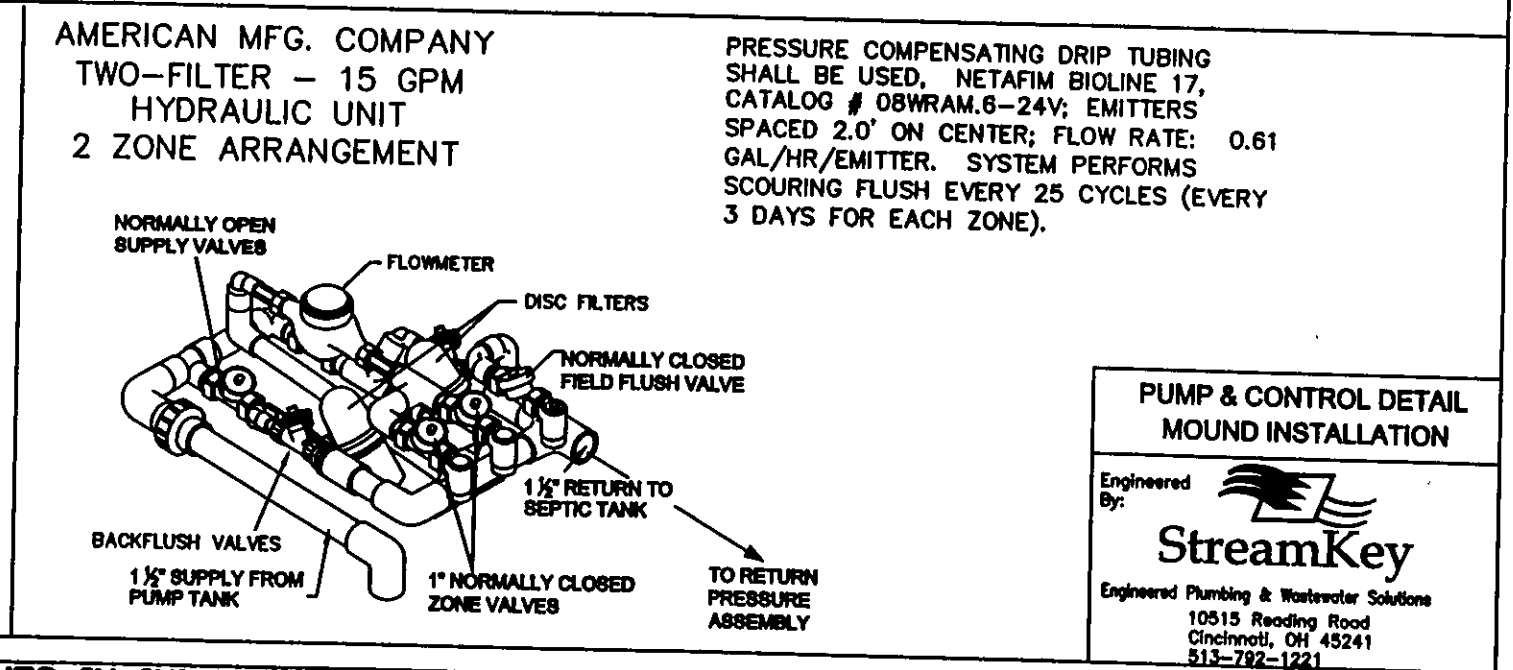 AMERICAN MFG. COMPANY
TWO-FILTER - 15 GPM
HYDRAULIC UNIT
2 ZONE ARRANGEMENT
PRESSURE COMPENSATING DRIP TUBING
SHALL BE USED, NETAFIM BIOLINE 17,
CATALOG # 08WRAM.6-24V; EMITTERS
SPACED 2.0' ON CENTER; FLOW RATE: 0.61
GAL/HR/EMITTER. SYSTEM PERFORMS
SCOURING FLUSH EVERY 25 CYCLES (EVERY
3 DAYS FOR EACH ZONE).
NORMALLY OPEN
SUPPLY VALVES
FLOWMETER
DISC FILTERS
NORMALLY CLOSED
FIELD FLUSH VALVE
1 ½" RETURN TO
SEPTIC TANK
BACKFLUSH VALVES
1 ½" SUPPLY FROM
PUMP TANK
1" NORMALLY CLOSED
ZONE VALVES
TO RETURN
PRESSURE
ASSEMBLY
PUMP & CONTROL DETAIL
MOUND INSTALLATION
Engineered
By:
StreamKey
Engineered Plumbing & Wastewater Solutions
10515 Reading Road
Cincinnati, OH 45241
513-792-1221